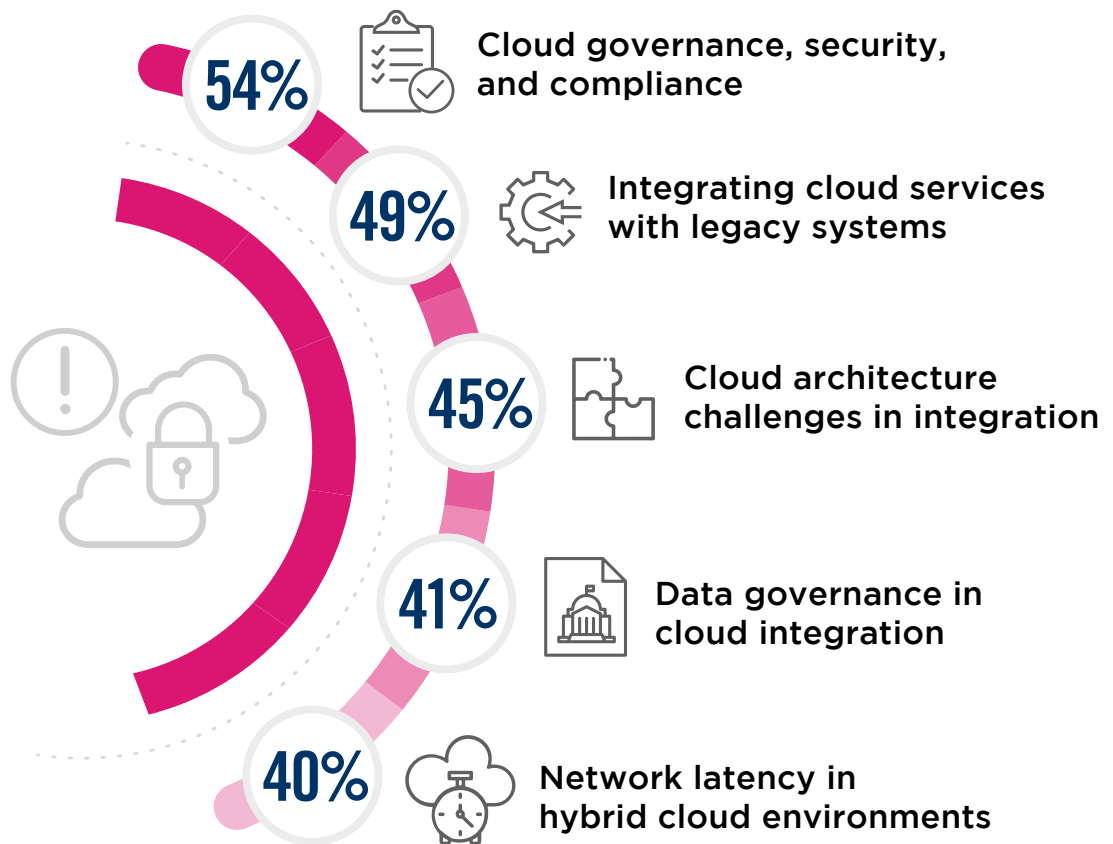 54%
Cloud governance, security,
and compliance
49%
Integrating cloud services
with legacy systems
45%
Cloud architecture
challenges in integration
41%
Data governance in
cloud integration
40%
Network latency in
hybrid cloud environments